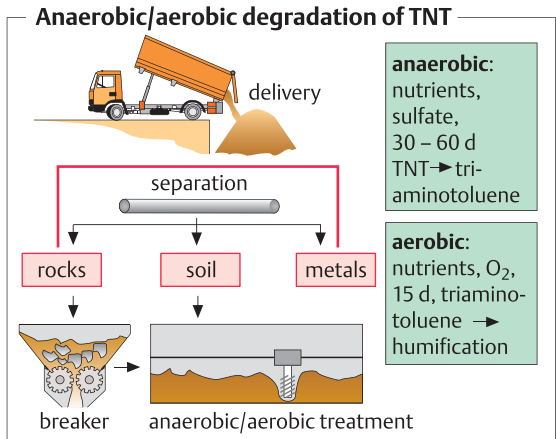 Anaerobic/aerobic degradation of TNT
delivery
anaerobic:
nutrients,
sulfate,
30 – 60 d
TNT → tri-
aminotoluene
separation
rocks
soil
metals
aerobic:
nutrients, O₂,
15 d, triamino-
toluene →
humification
breaker
anaerobic/aerobic treatment